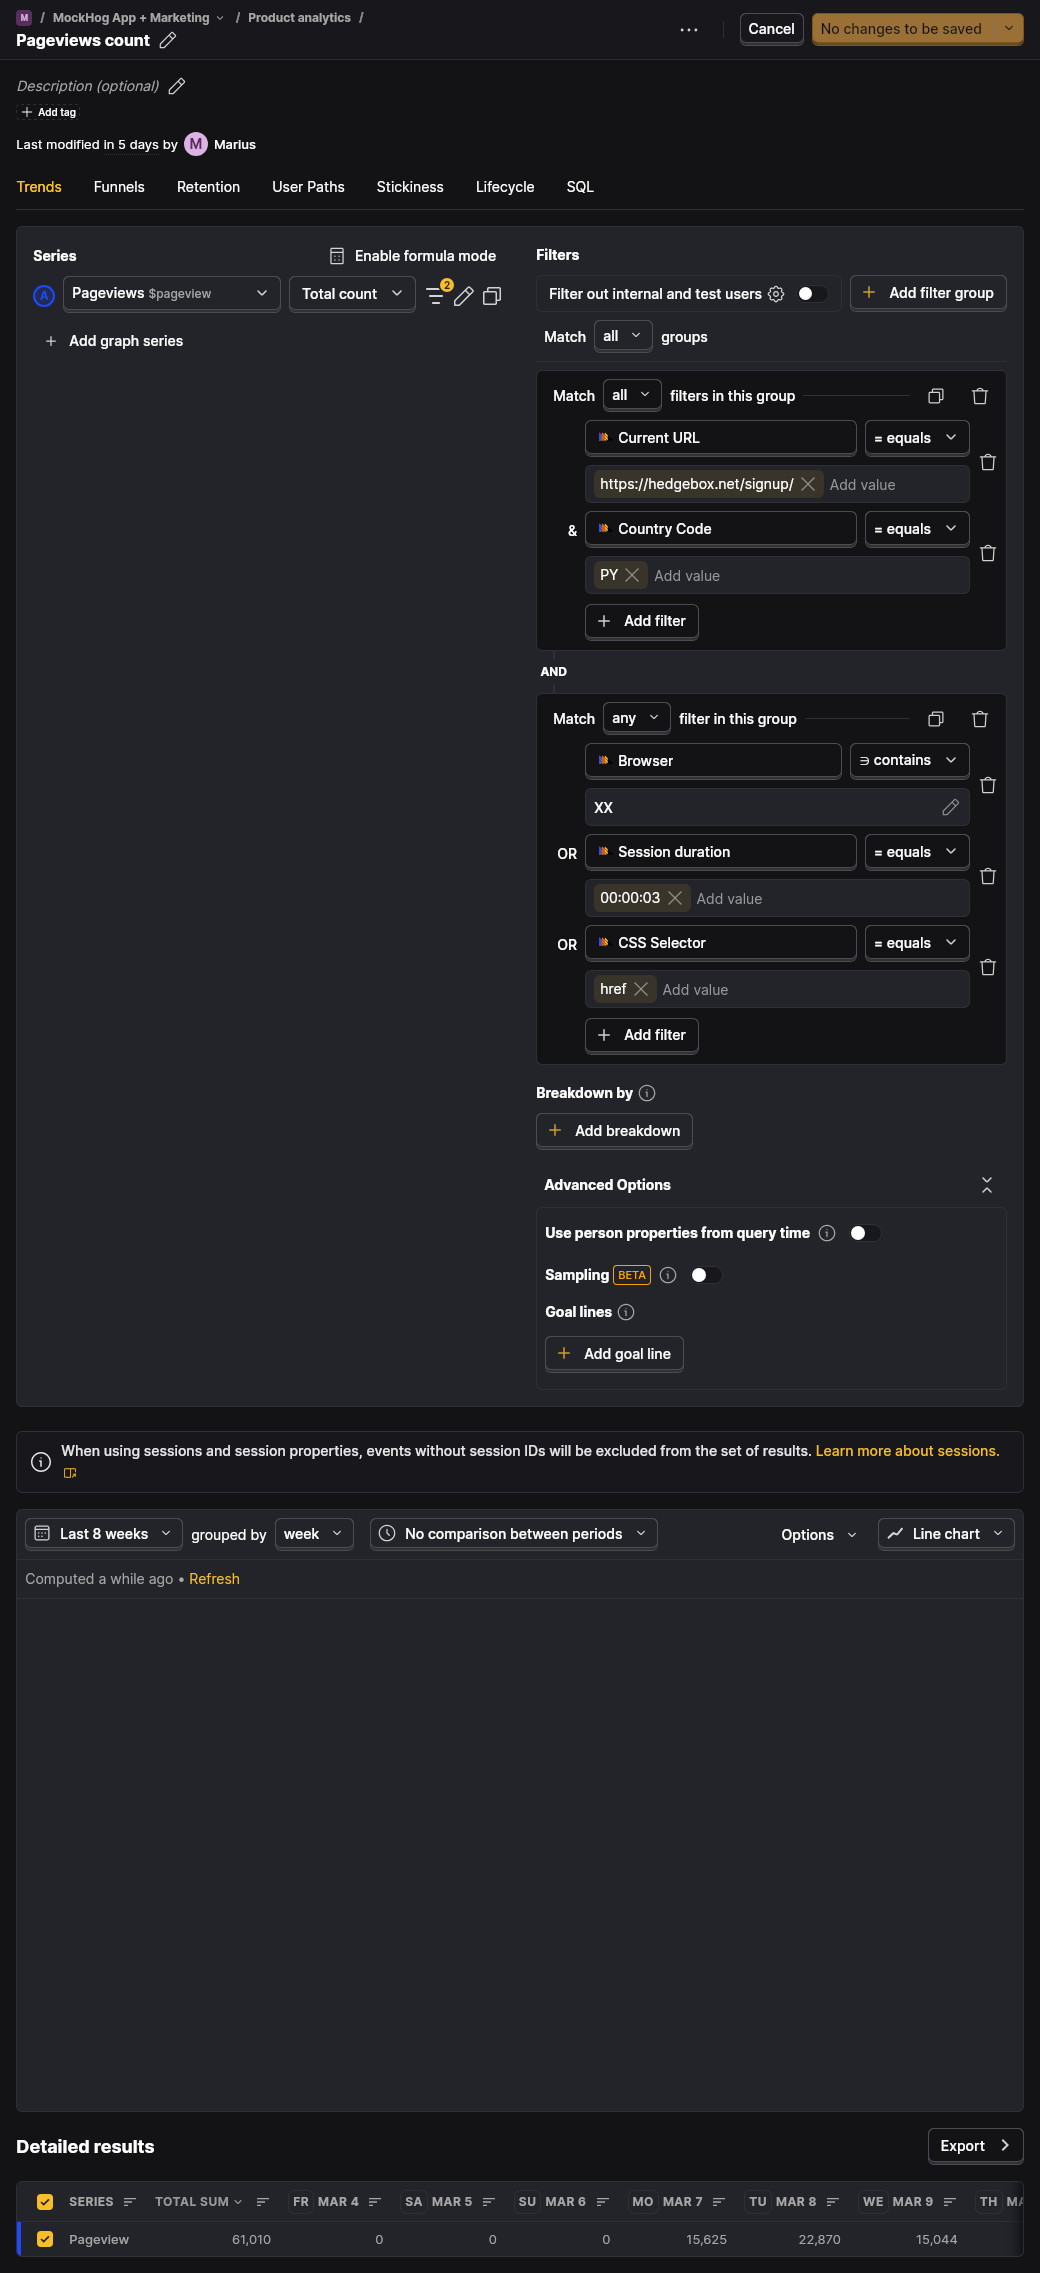 M / MockHog App + Marketing / Product analytics /
Pageviews count
Cancel
No changes to be saved
Description (optional)
Add tag
Last modified in 5 days by M Marius
Trends Funnels Retention User Paths Stickiness Lifecycle SQL
Series
Enable formula mode
A Pageviews $pageview Total count 2
Add graph series
Filters
Filter out internal and test users
Add filter group
Match all groups
Match all filters in this group
Current URL = equals
https://hedgebox.net/signup/ Add value
& Country Code = equals
PY Add value
Add filter
AND
Match any filter in this group
Browser ∋ contains
XX
OR Session duration = equals
00:00:03 Add value
OR CSS Selector = equals
href Add value
Add filter
Breakdown by
Add breakdown
Advanced Options
Use person properties from query time
Sampling BETA
Goal lines
Add goal line
When using sessions and session properties, events without session IDs will be excluded from the set of results. Learn more about sessions.
Last 8 weeks grouped by week No comparison between periods Options Line chart
Computed a while ago • Refresh
Detailed results
Export
SERIES TOTAL SUM FR MAR 4 SA MAR 5 SU MAR 6 MO MAR 7 TU MAR 8 WE MAR 9 TH
Pageview 61,010 0 0 0 15,625 22,870 15,044